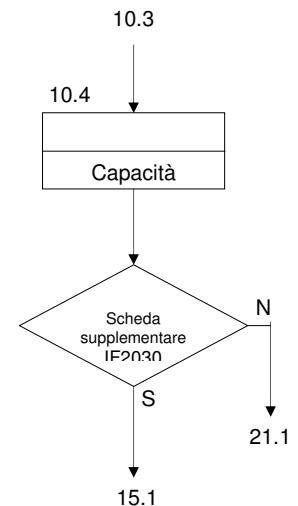 10.3
10.4
Capacità
Scheda
supplementare
IF2030
N
S
21.1
15.1